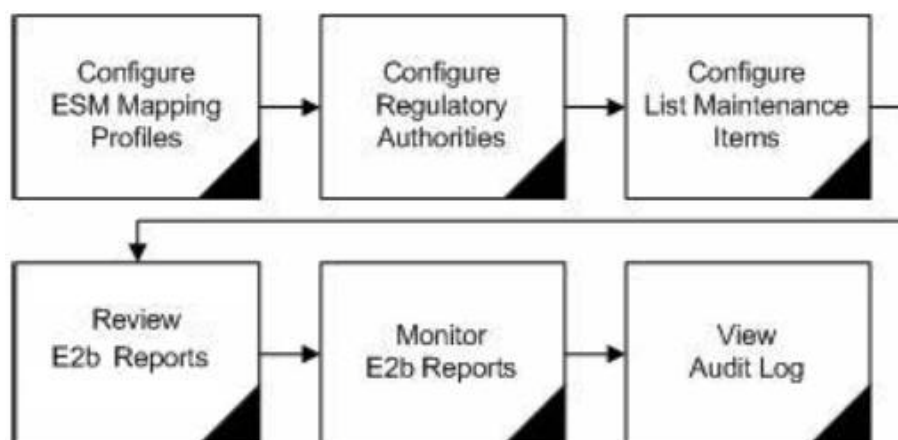 Configure
ESM Mapping
Profiles
Configure
Regulatory
Authorities
Configure
List Maintenance
Items
Review
E2b Reports
Monitor
E2b Reports
View
Audit Log